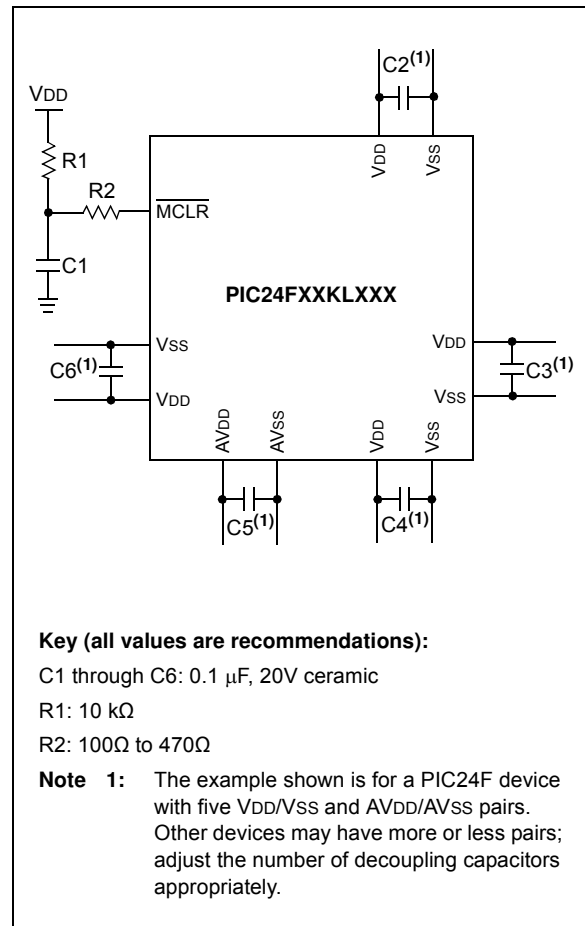 C2(1)
VDD
R1
R2
C1
MCLR
VDD
VSS
PIC24FXXKLXXX
VSS
VDD
C6(1)
VDD
VSS
C3(1)
AVDD
AVSS
VDD
VSS
C5(1)
C4(1)
Key (all values are recommendations):
C1 through C6: 0.1 μF, 20V ceramic
R1: 10 kΩ
R2: 100Ω to 470Ω
Note 1: The example shown is for a PIC24F device
with five VDD/VSS and AVDD/AVSS pairs.
Other devices may have more or less pairs;
adjust the number of decoupling capacitors
appropriately.